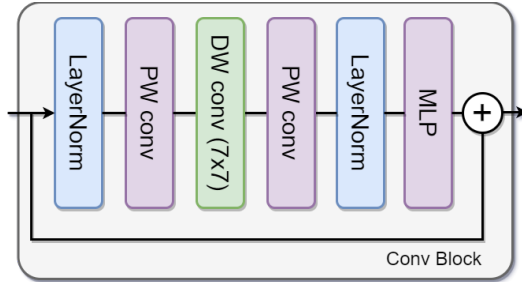 LayerNorm
PW conv
DW conv (7x7)
PW conv
LayerNorm
MLP
+
Conv Block